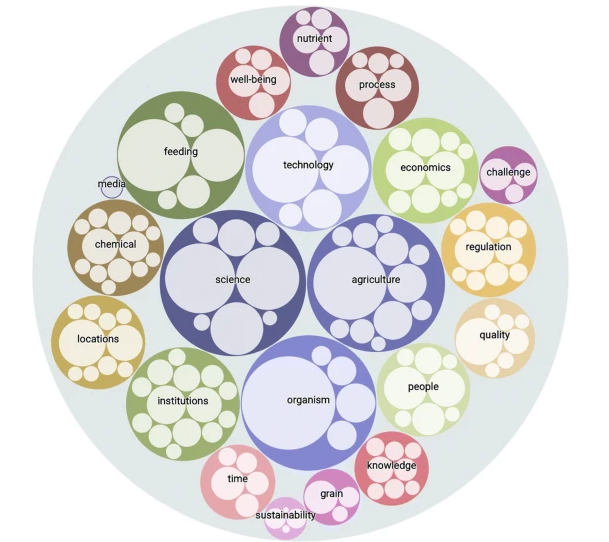 nutrient
well-being
process
feeding
technology
economics
challenge
media
chemical
regulation
science
agriculture
locations
quality
institutions
organism
people
knowledge
time
grain
sustainability